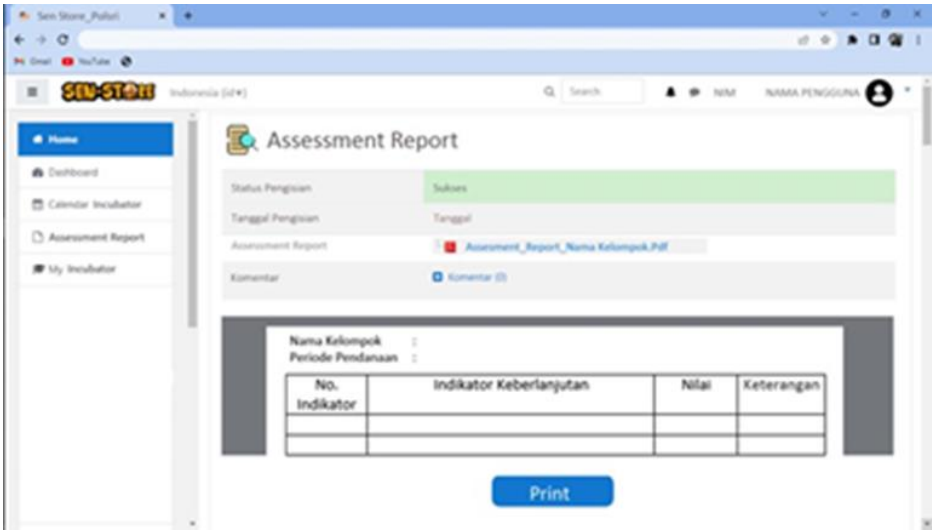 Sen Store_Polsri
Gmail YouTube
SEN-STORE Indonesia (id) Search NIM NAMA PENGGUNA
Home
Dashboard
Calendar Incubator
Assessment Report
My Incubator
Assessment Report
Status Pengisian Sukses
Tanggal Pengisian Tanggal
Assessment Report Assesment_Report_Nama Kelompok.Pdf
Komentar Komentar (0)
Nama Kelompok :
Periode Pendanaan :
No. Indikator Indikator Keberlanjutan Nilai Keterangan
Print